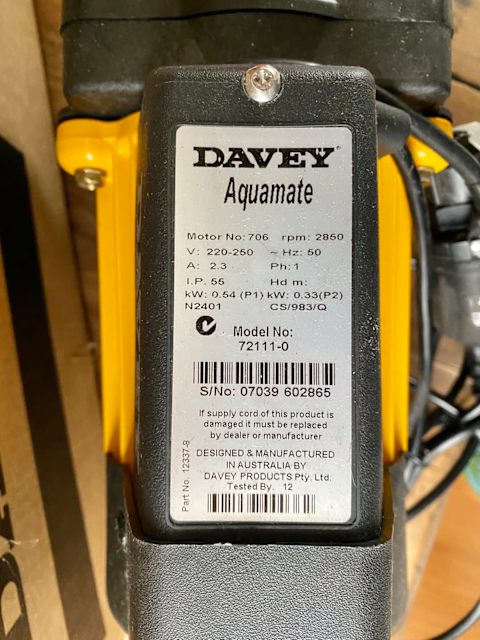 DAVEY®
Aquamate
Motor No: 706 rpm: 2850
V: 220-250 ~ Hz: 50
A: 2.3 Ph: 1
I.P. 55 Hd m:
kW: 0.54 (P1) kW: 0.33(P2)
N2401 CS/983/Q
Model No:
72111-0
S/No: 07039 602865
If supply cord of this product is
damaged it must be replaced
by dealer or manufacturer
DESIGNED & MANUFACTURED
IN AUSTRALIA BY
DAVEY PRODUCTS Pty. Ltd.
Tested By. 12
Part No. 12337-8